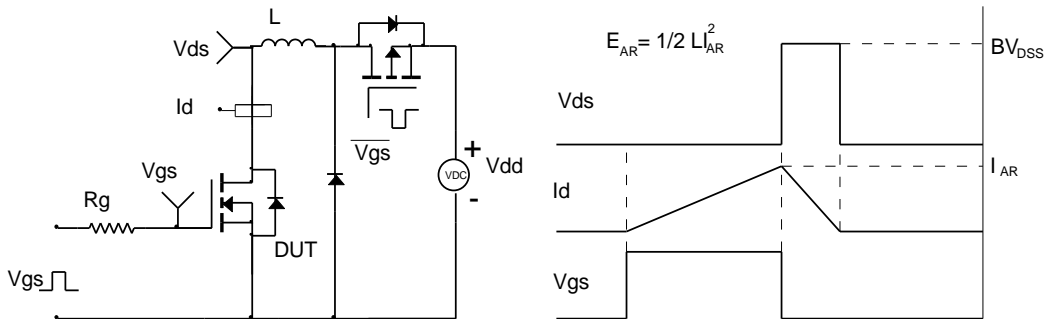 L
Vds
Id
Vgs
Vgs
+
VDC
Vdd
-
Rg
DUT
Vgs
E_AR= 1/2 LI_AR^2
BV_DSS
Vds
I_AR
Id
Vgs